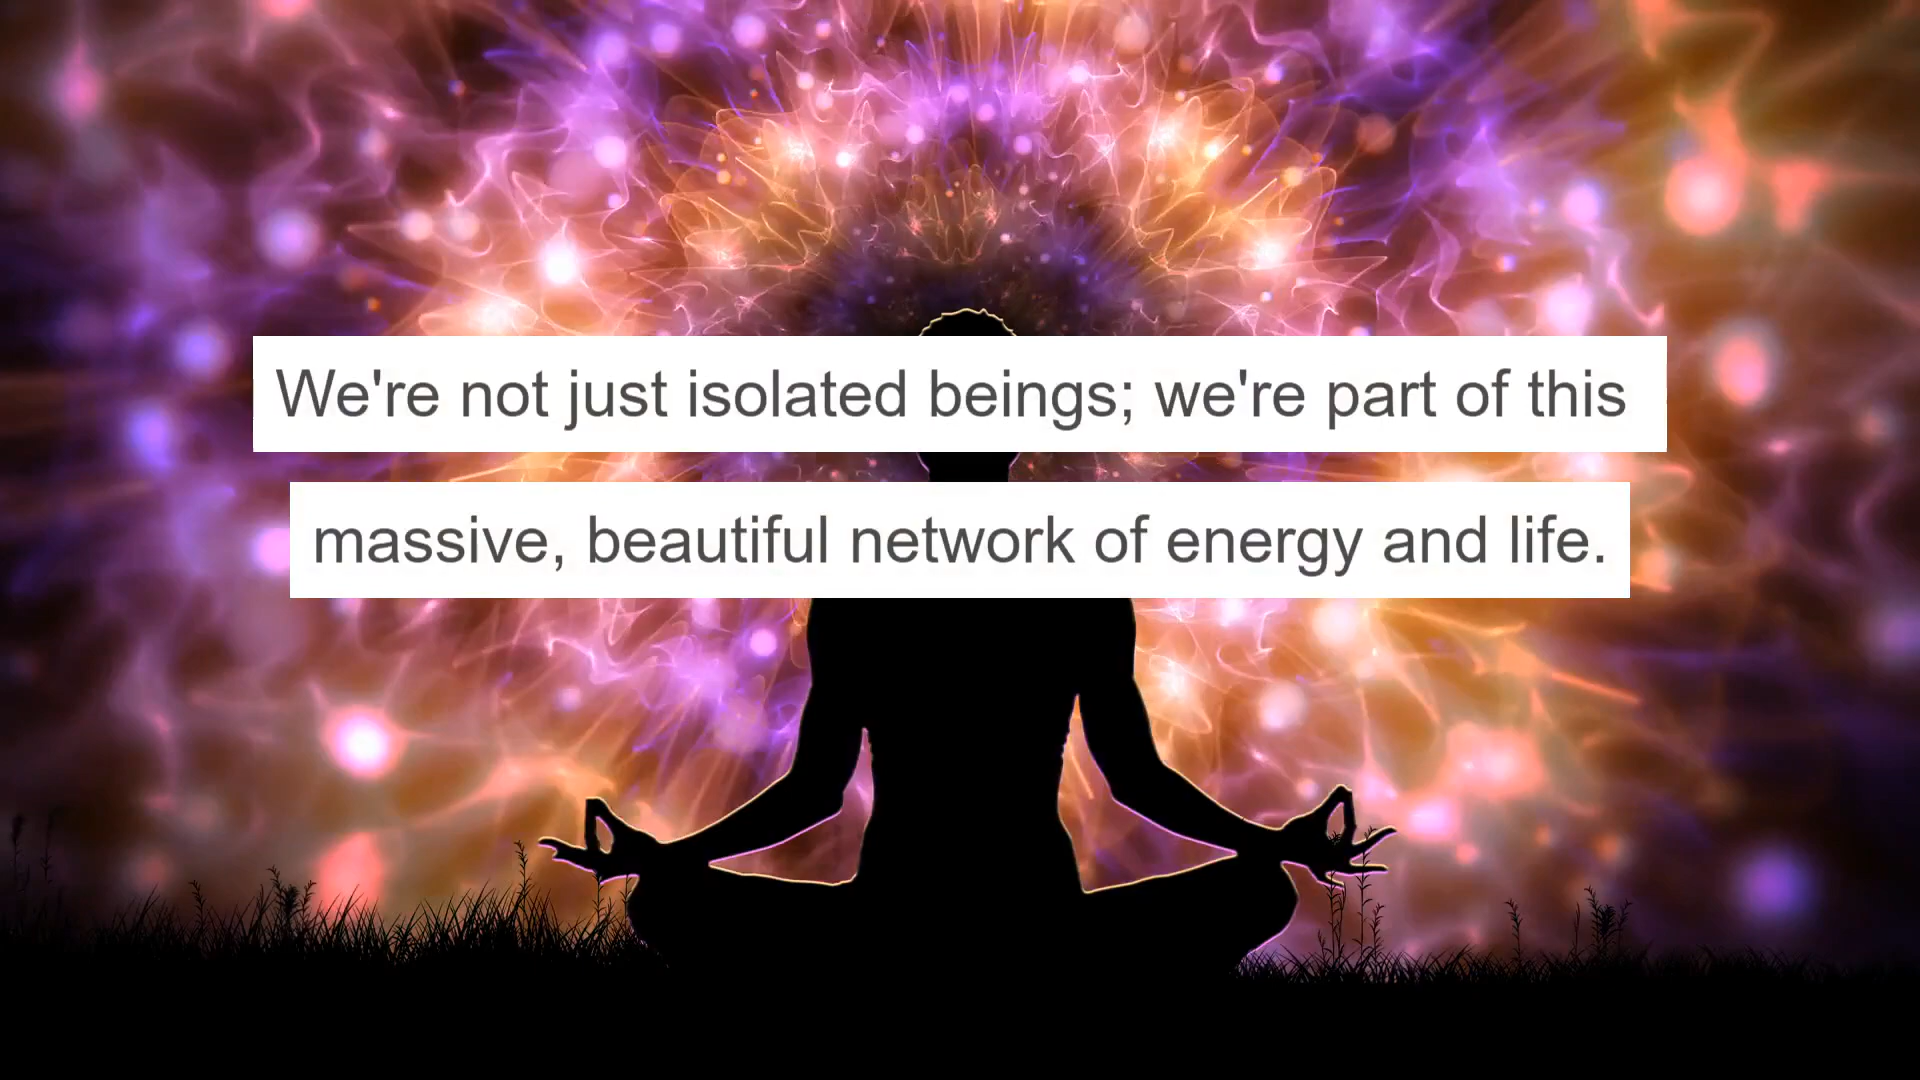 We're not just isolated beings; we're part of this
massive, beautiful network of energy and life.